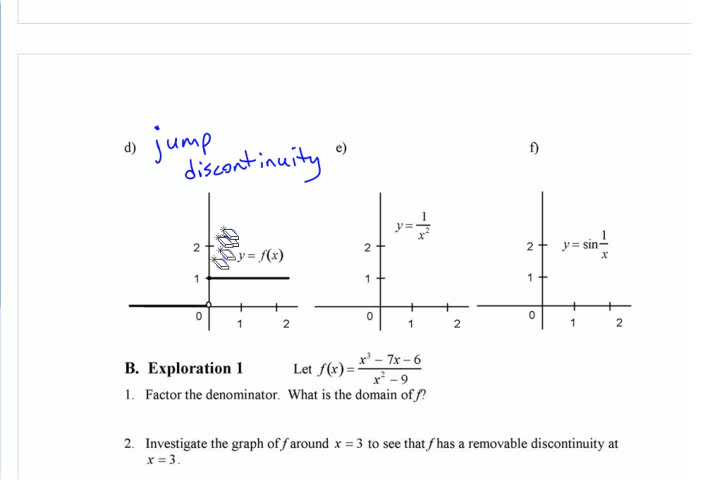 d) jump discontinuity
e)
f)
2
1
0
1
2
y = f(x)
2
1
0
1
2
y = 1/x²
2
1
0
1
2
y = sin 1/x
B. Exploration 1 Let f(x) = (x³ – 7x – 6)/(x² – 9)
1. Factor the denominator. What is the domain of f?
2. Investigate the graph of f around x = 3 to see that f has a removable discontinuity at
x = 3.